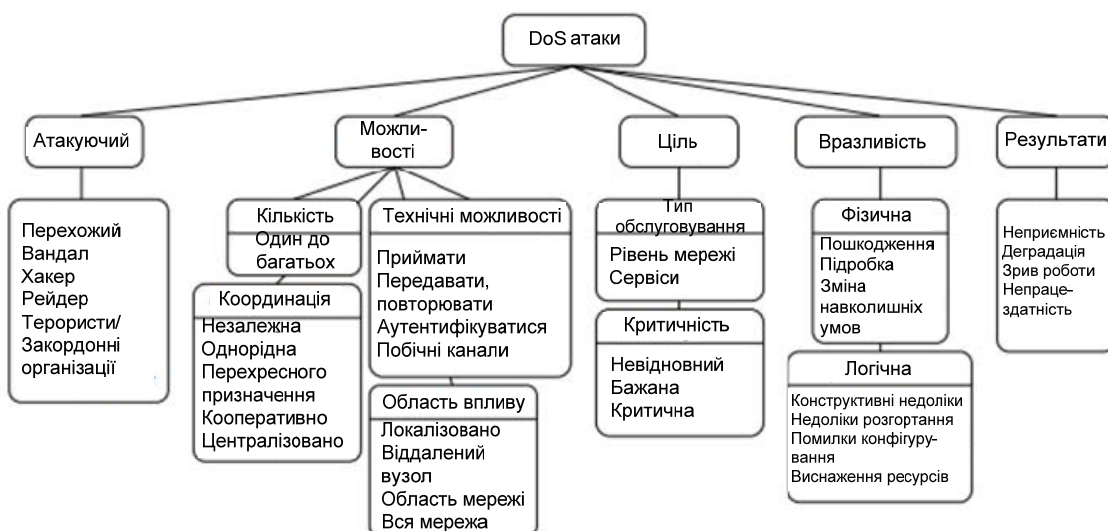 DoS атаки
Атакуючий
Перехожий
Вандал
Хакер
Рейдер
Терористи/
Закордонні
організації
Можли-
вості
Кількість
Один до
багатьох
Координація
Незалежна
Однорідна
Перехресного
призначення
Кооперативно
Централізовано
Технічні можливості
Приймати
Передавати,
повторювати
Аутентифікуватися
Побічні канали
Область впливу
Локалізовано
Віддалений
вузол
Область мережі
Вся мережа
Ціль
Тип
обслуговування
Рівень мережі
Сервіси
Критичність
Невідновний
Бажана
Критична
Вразливість
Фізична
Пошкодження
Підробка
Зміна
навколишніх
умов
Логічна
Конструктивні недоліки
Недоліки розгортання
Помилки конфігуру-
вання
Виснаження ресурсів
Результати
Неприємність
Деградація
Зрив роботи
Непраце-
здатність